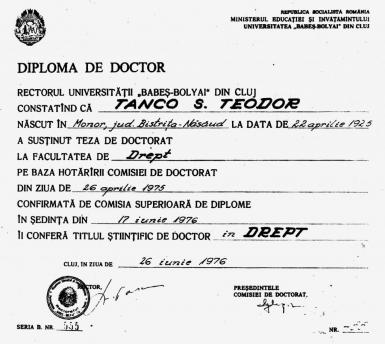 REPUBLICA SOCIALISTĂ ROMÂNIA
MINISTERUL EDUCAȚIEI ȘI INVĂȚAMINTULUI
UNIVERSITATEA „BABEȘ-BOLYAI" DIN CLUJ
DIPLOMA DE DOCTOR
RECTORUL UNIVERSITĂȚII „BABEȘ-BOLYAI" DIN CLUJ
CONSTATÎND CĂ TANCO S. TEODOR
NĂSCUT ÎN Monor, jud. Bistrița-Năsăud LA DATA DE 22 aprilie 1925
A SUSȚINUT TEZA DE DOCTORAT
LA FACULTATEA DE Drept
PE BAZA HOTĂRÎRII COMISIEI DE DOCTORAT
DIN ZIUA DE 26 aprilie 1975
CONFIRMATĂ DE COMISIA SUPERIOARĂ DE DIPLOME
ÎN ȘEDINȚA DIN 17 iunie 1976
ÎI CONFERĂ TITLUL ȘTIINȚIFIC DE DOCTOR în DREPT
CLUJ, ÎN ZIUA DE 26 iunie 1976
RECTOR,
PREȘEDINTELE
COMISIEI DE DOCTORAT,
SERIA B. NR. 555
NR.